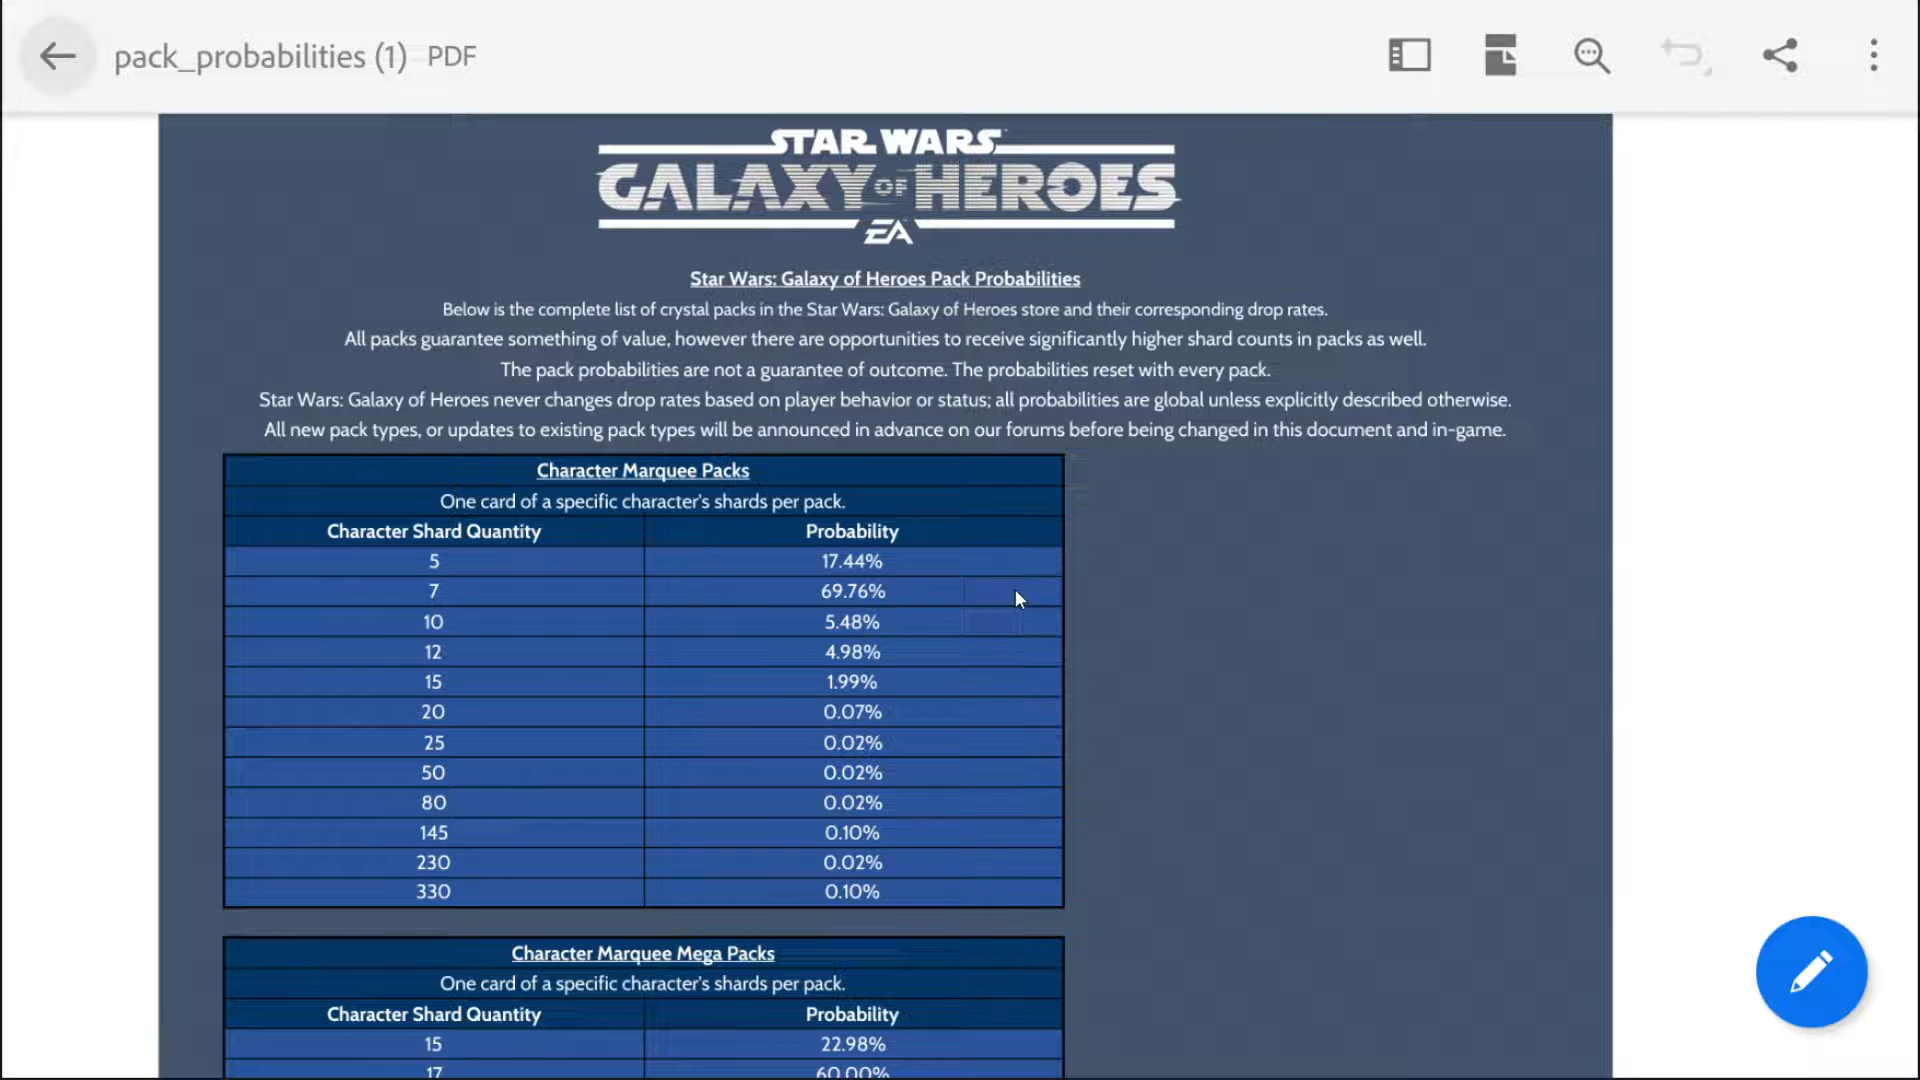 pack_probabilities (1) PDF
STAR WARS
GALAXY OF HEROES
EA
Star Wars: Galaxy of Heroes Pack Probabilities
Below is the complete list of crystal packs in the Star Wars: Galaxy of Heroes store and their corresponding drop rates.
All packs guarantee something of value, however there are opportunities to receive significantly higher shard counts in packs as well.
The pack probabilities are not a guarantee of outcome. The probabilities reset with every pack.
Star Wars: Galaxy of Heroes never changes drop rates based on player behavior or status; all probabilities are global unless explicitly described otherwise.
All new pack types, or updates to existing pack types will be announced in advance on our forums before being changed in this document and in-game.
Character Marquee Packs
One card of a specific character's shards per pack.
Character Shard Quantity Probability
5 17.44%
7 69.76%
10 5.48%
12 4.98%
15 1.99%
20 0.07%
25 0.02%
50 0.02%
80 0.02%
145 0.10%
230 0.02%
330 0.10%
Character Marquee Mega Packs
One card of a specific character's shards per pack.
Character Shard Quantity Probability
15 22.98%
17 60.00%